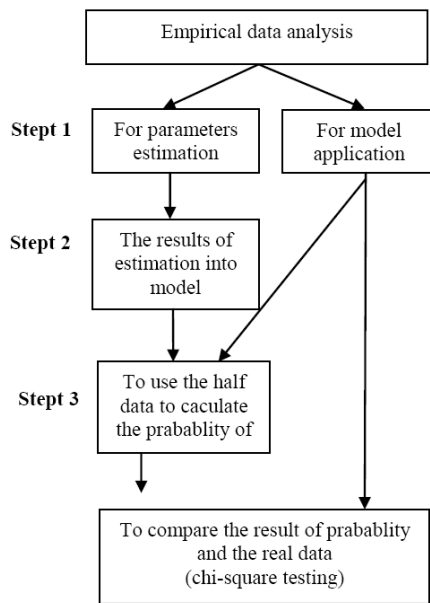 Empirical data analysis
Stept 1
For parameters
estimation
For model
application
Stept 2
The results of
estimation into
model
Stept 3
To use the half
data to caculate
the prabablity of
To compare the result of prabablity
and the real data
(chi-square testing)